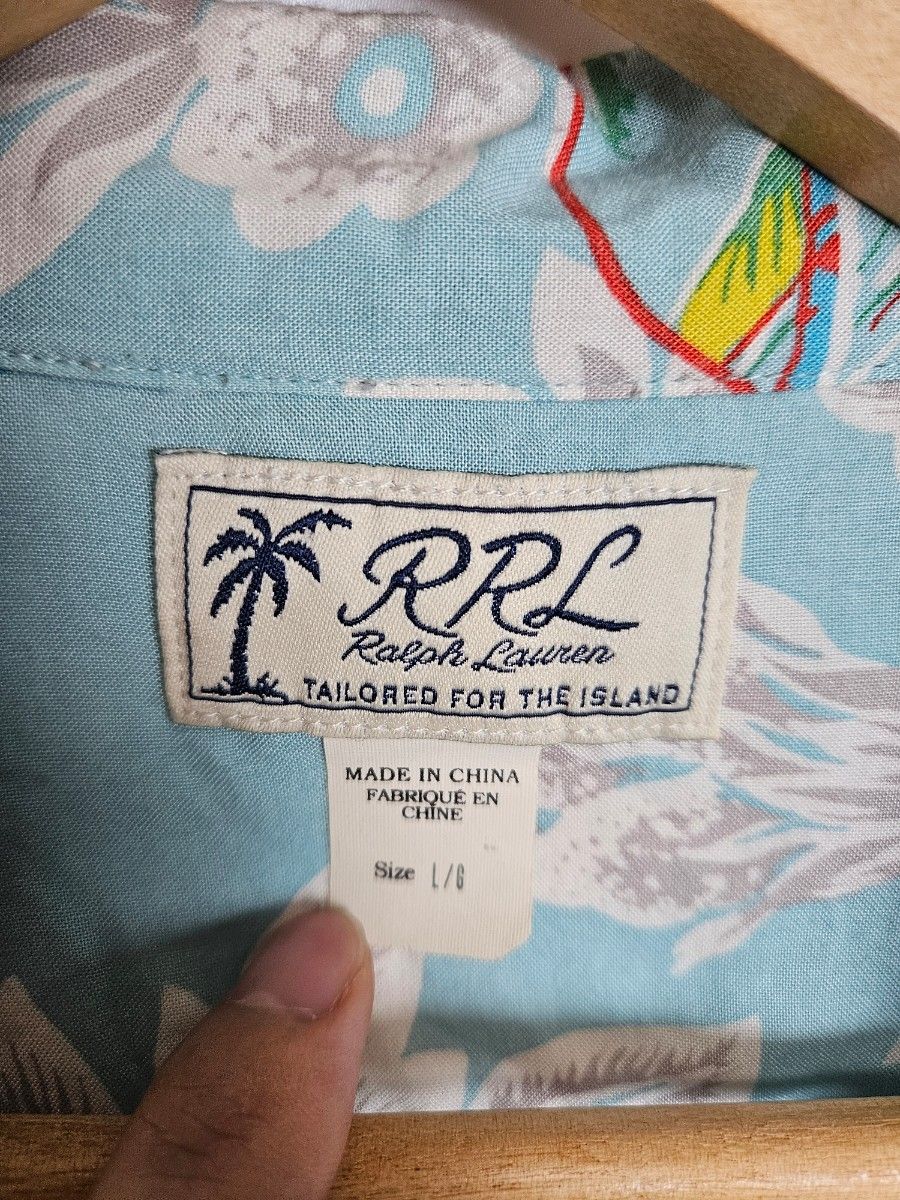 RRL
Ralph Lauren
TAILORED FOR THE ISLAND
MADE IN CHINA
FABRIQUÉ EN
CHINE
Size L/G